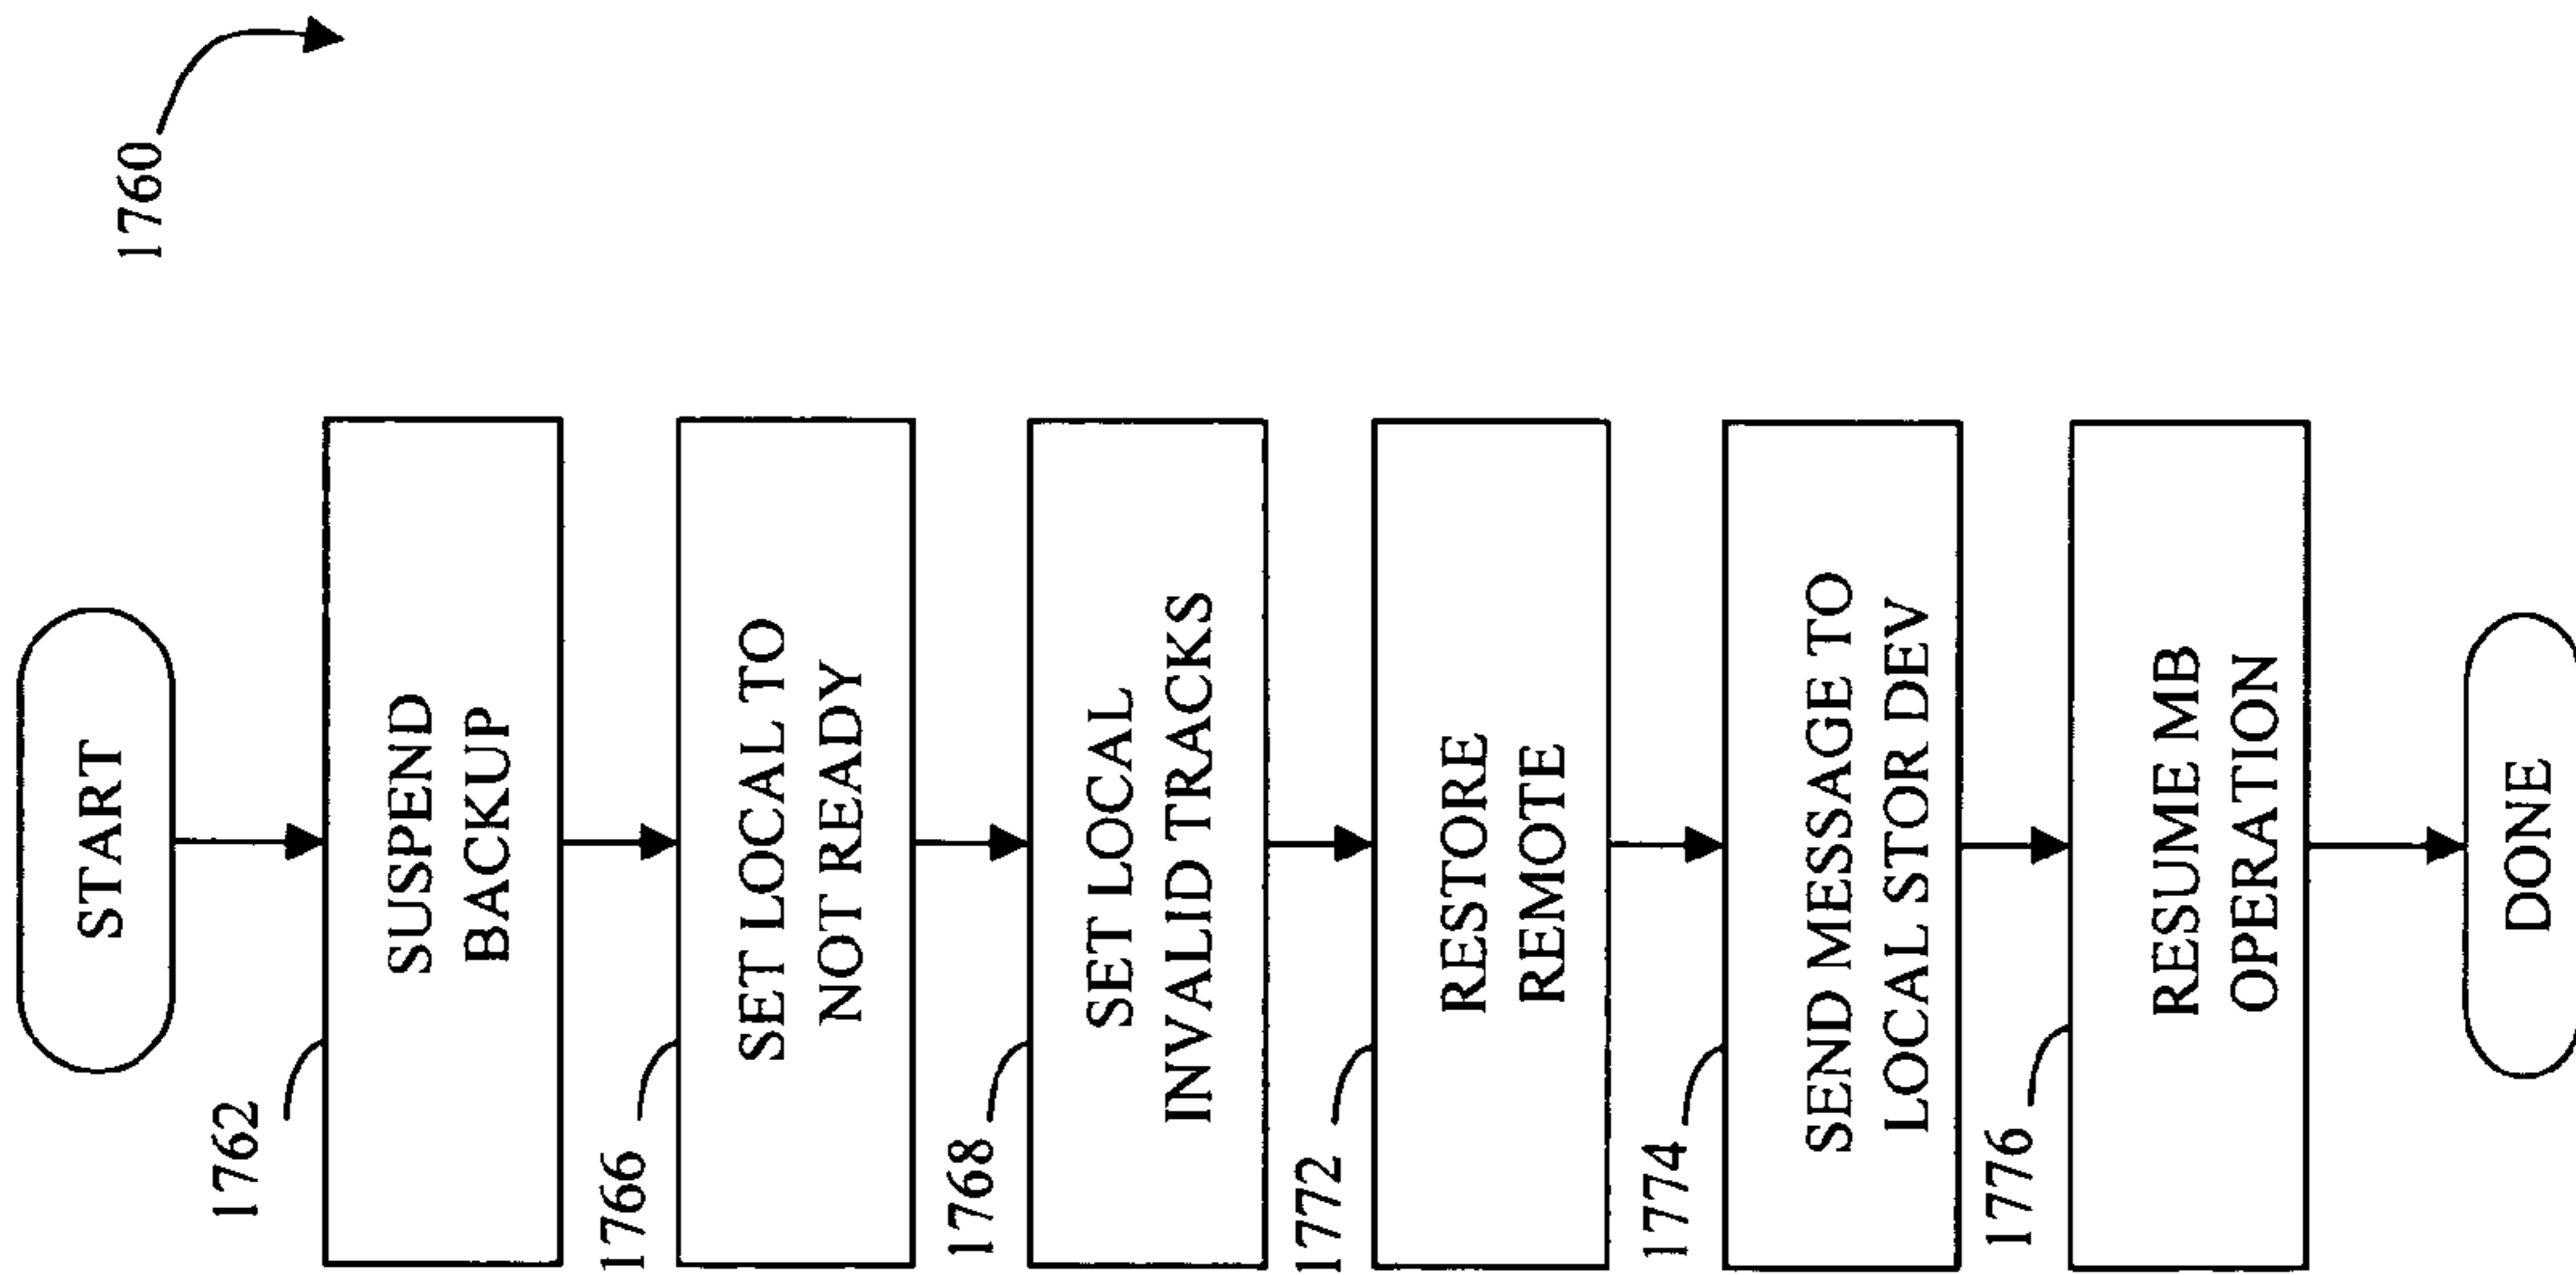 1760
START
1762
SUSPEND
BACKUP
1766
SET LOCAL TO
NOT READY
1768
SET LOCAL
INVALID TRACKS
1772
RESTORE
REMOTE
1774
SEND MESSAGE TO
LOCAL STOR DEV
1776
RESUME MB
OPERATION
DONE